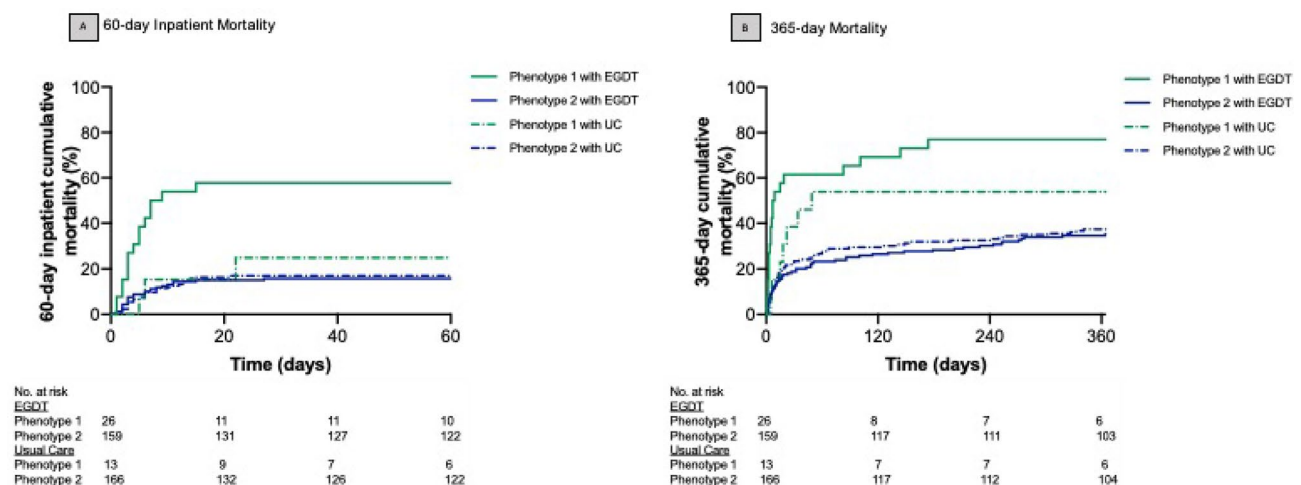 A 60-day Inpatient Mortality
Phenotype 1 with EGDT
Phenotype 2 with EGDT
Phenotype 1 with UC
Phenotype 2 with UC
60-day inpatient cumulative
mortality (%)
100
80
60
40
20
0
0 20 40 60
Time (days)
No. at risk
EGDT
Phenotype 1 26 11 11 10
Phenotype 2 159 131 127 122
Usual Care
Phenotype 1 13 9 7 6
Phenotype 2 166 132 126 122
B 365-day Mortality
Phenotype 1 with EGDT
Phenotype 2 with EGDT
Phenotype 1 with UC
Phenotype 2 with UC
365-day cumulative
mortality (%)
100
80
60
40
20
0
0 120 240 360
Time (days)
No. at risk
EGDT
Phenotype 1 26 8 7 6
Phenotype 2 159 117 111 103
Usual Care
Phenotype 1 13 7 7 6
Phenotype 2 166 117 112 104